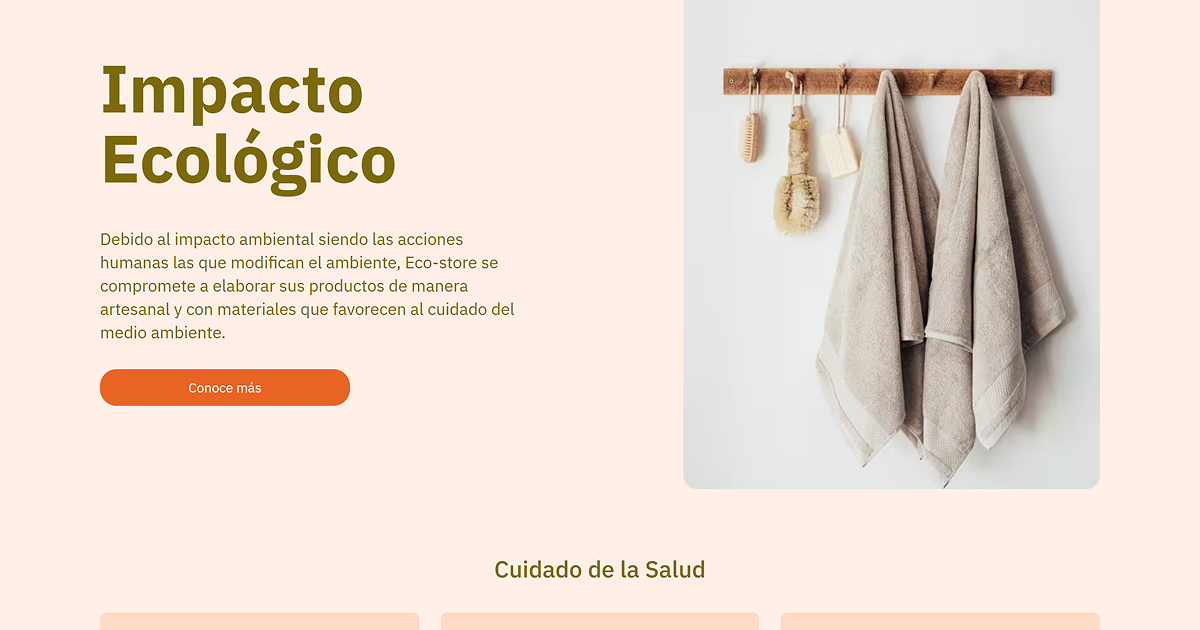 Impacto
Ecológico
Debido al impacto ambiental siendo las acciones
humanas las que modifican el ambiente, Eco-store se
compromete a elaborar sus productos de manera
artesanal y con materiales que favorecen al cuidado del
medio ambiente.
Conoce más
Cuidado de la Salud